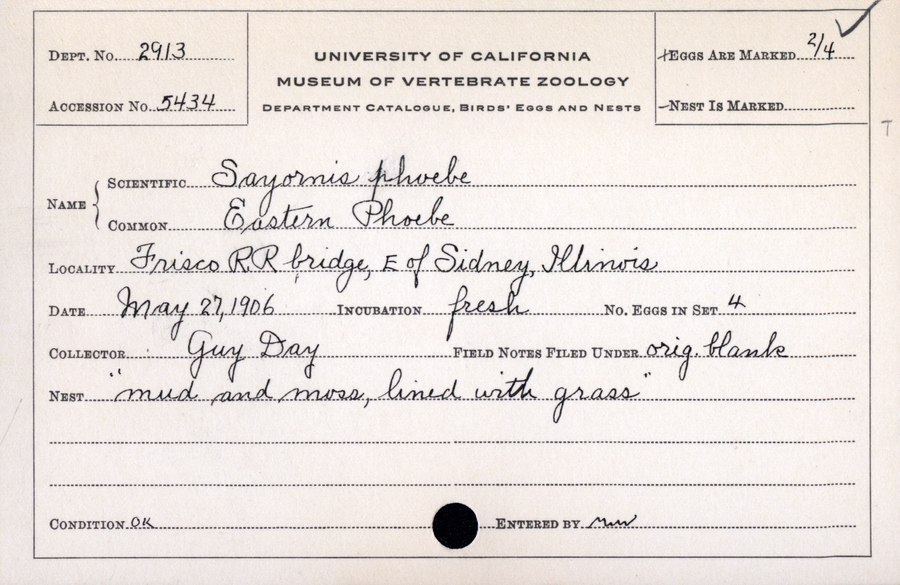 Dept. No. 2913
Accession No. 5434
UNIVERSITY OF CALIFORNIA
MUSEUM OF VERTEBRATE ZOOLOGY
Department Catalogue, Birds' Eggs and Nests
Eggs Are Marked 2/4
Nest Is Marked
T
Name { Scientific Sayornis phoebe
Common Eastern Phoebe
Locality Frisco RR bridge, E of Sidney, Illinois
Date May 27, 1906 Incubation fresh No. Eggs in Set 4
Collector Guy Day Field Notes Filed Under orig. blank
Nest "mud and moss, lined with grass"
Condition OK Entered by